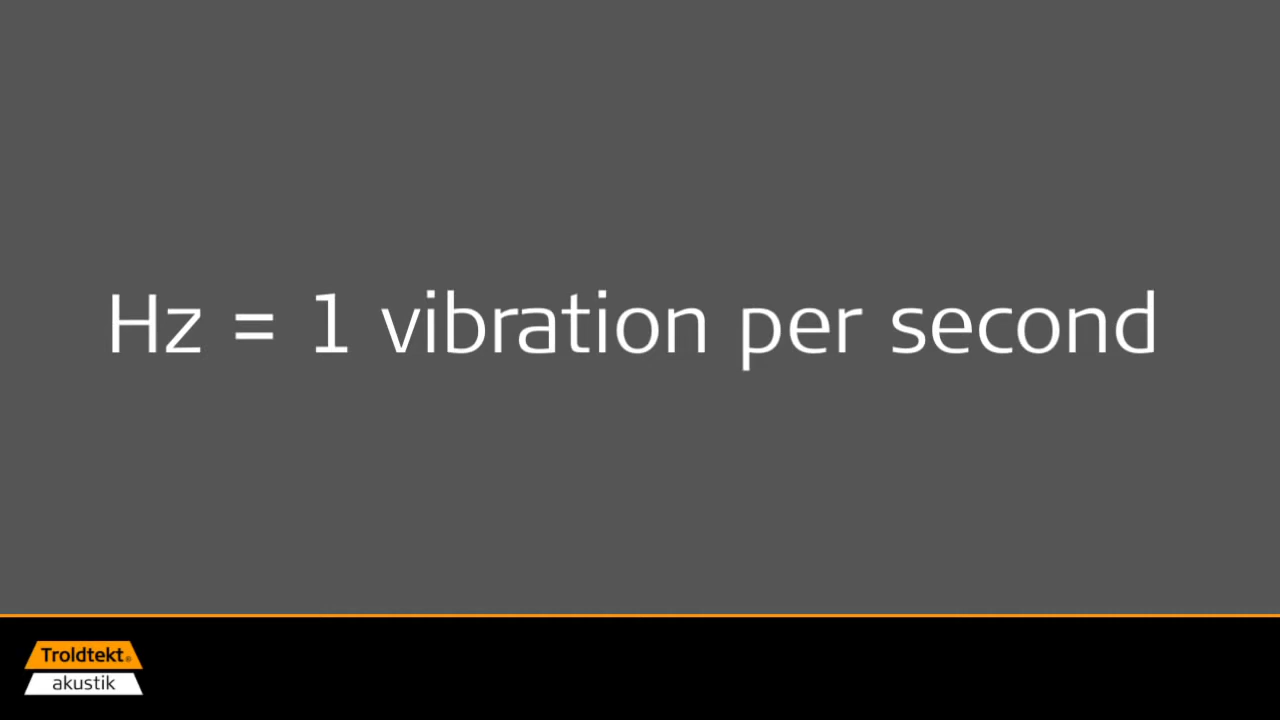 Hz = 1 vibration per second
Troldtekt®
akustik